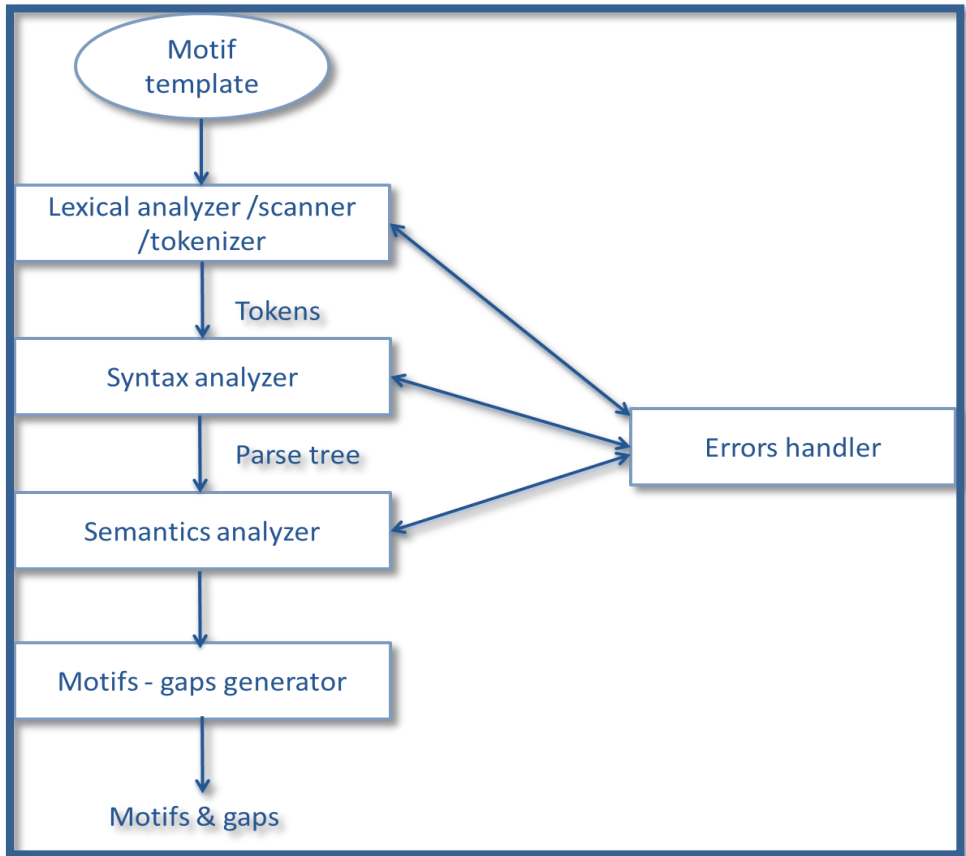 Motif
template
Lexical analyzer /scanner
/tokenizer
Tokens
Syntax analyzer
Errors handler
Parse tree
Semantics analyzer
Motifs - gaps generator
Motifs & gaps